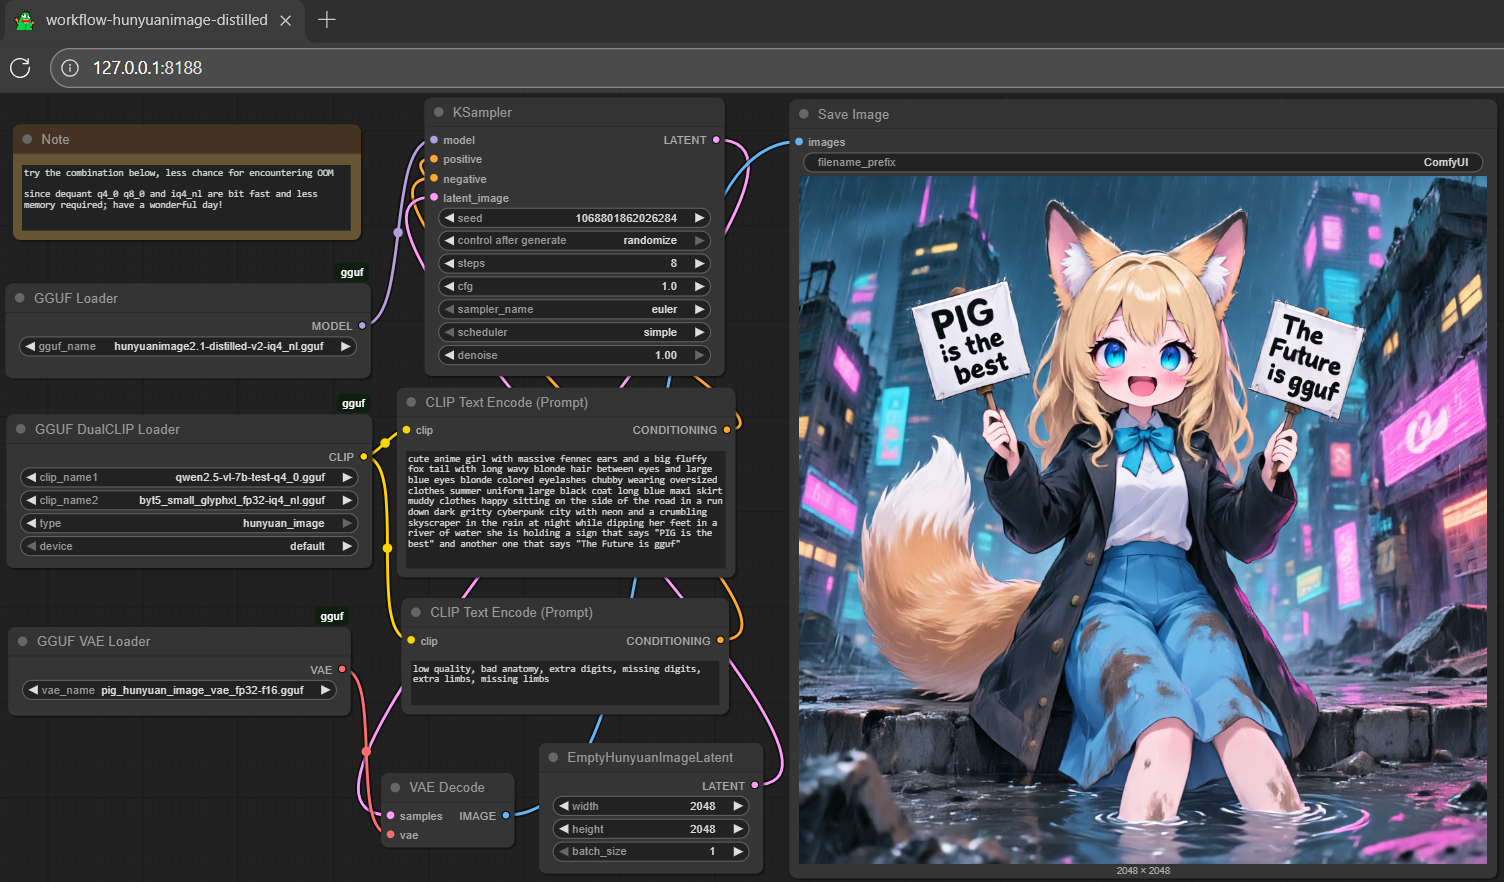 workflow-hunyuanimage-distilled
127.0.0.1:8188
Note
try the combination below, less chance for encountering OOM
since dequant q4_0 q8_0 and iq4_nl are bit fast and less
memory required; have a wonderful day!
gguf
GGUF Loader
MODEL
gguf_name hunyuanimage2.1-distilled-v2-iq4_nl.gguf
gguf
GGUF DualCLIP Loader
CLIP
clip_name1 qwen2.5-vl-7b-test-q4_0.gguf
clip_name2 byt5_small_glyphxl_fp32-iq4_nl.gguf
type hunyuan_image
device default
gguf
GGUF VAE Loader
VAE
vae_name pig_hunyuan_image_vae_fp32-f16.gguf
KSampler
model LATENT
positive
negative
latent_image
seed 1068801862026284
control after generate randomize
steps 8
cfg 1.0
sampler_name euler
scheduler simple
denoise 1.00
CLIP Text Encode (Prompt)
clip CONDITIONING
cute anime girl with massive fennec ears and a big fluffy
fox tail with long wavy blonde hair between eyes and large
blue eyes blonde colored eyelashes chubby wearing oversized
clothes summer uniform large black coat long blue maxi skirt
muddy clothes happy sitting on the side of the road in a run
down dark gritty cyberpunk city with neon and a crumbling
skyscraper in the rain at night while dipping her feet in a
river of water she is holding a sign that says "PIG is the
best" and another one that says "The Future is gguf"
CLIP Text Encode (Prompt)
clip CONDITIONING
low quality, bad anatomy, extra digits, missing digits,
extra limbs, missing limbs
VAE Decode
samples IMAGE
vae
EmptyHunyuanImageLatent
LATENT
width 2048
height 2048
batch_size 1
Save Image
images
filename_prefix ComfyUI
PIG
is the
best
The
Future
is gguf
2048 × 2048